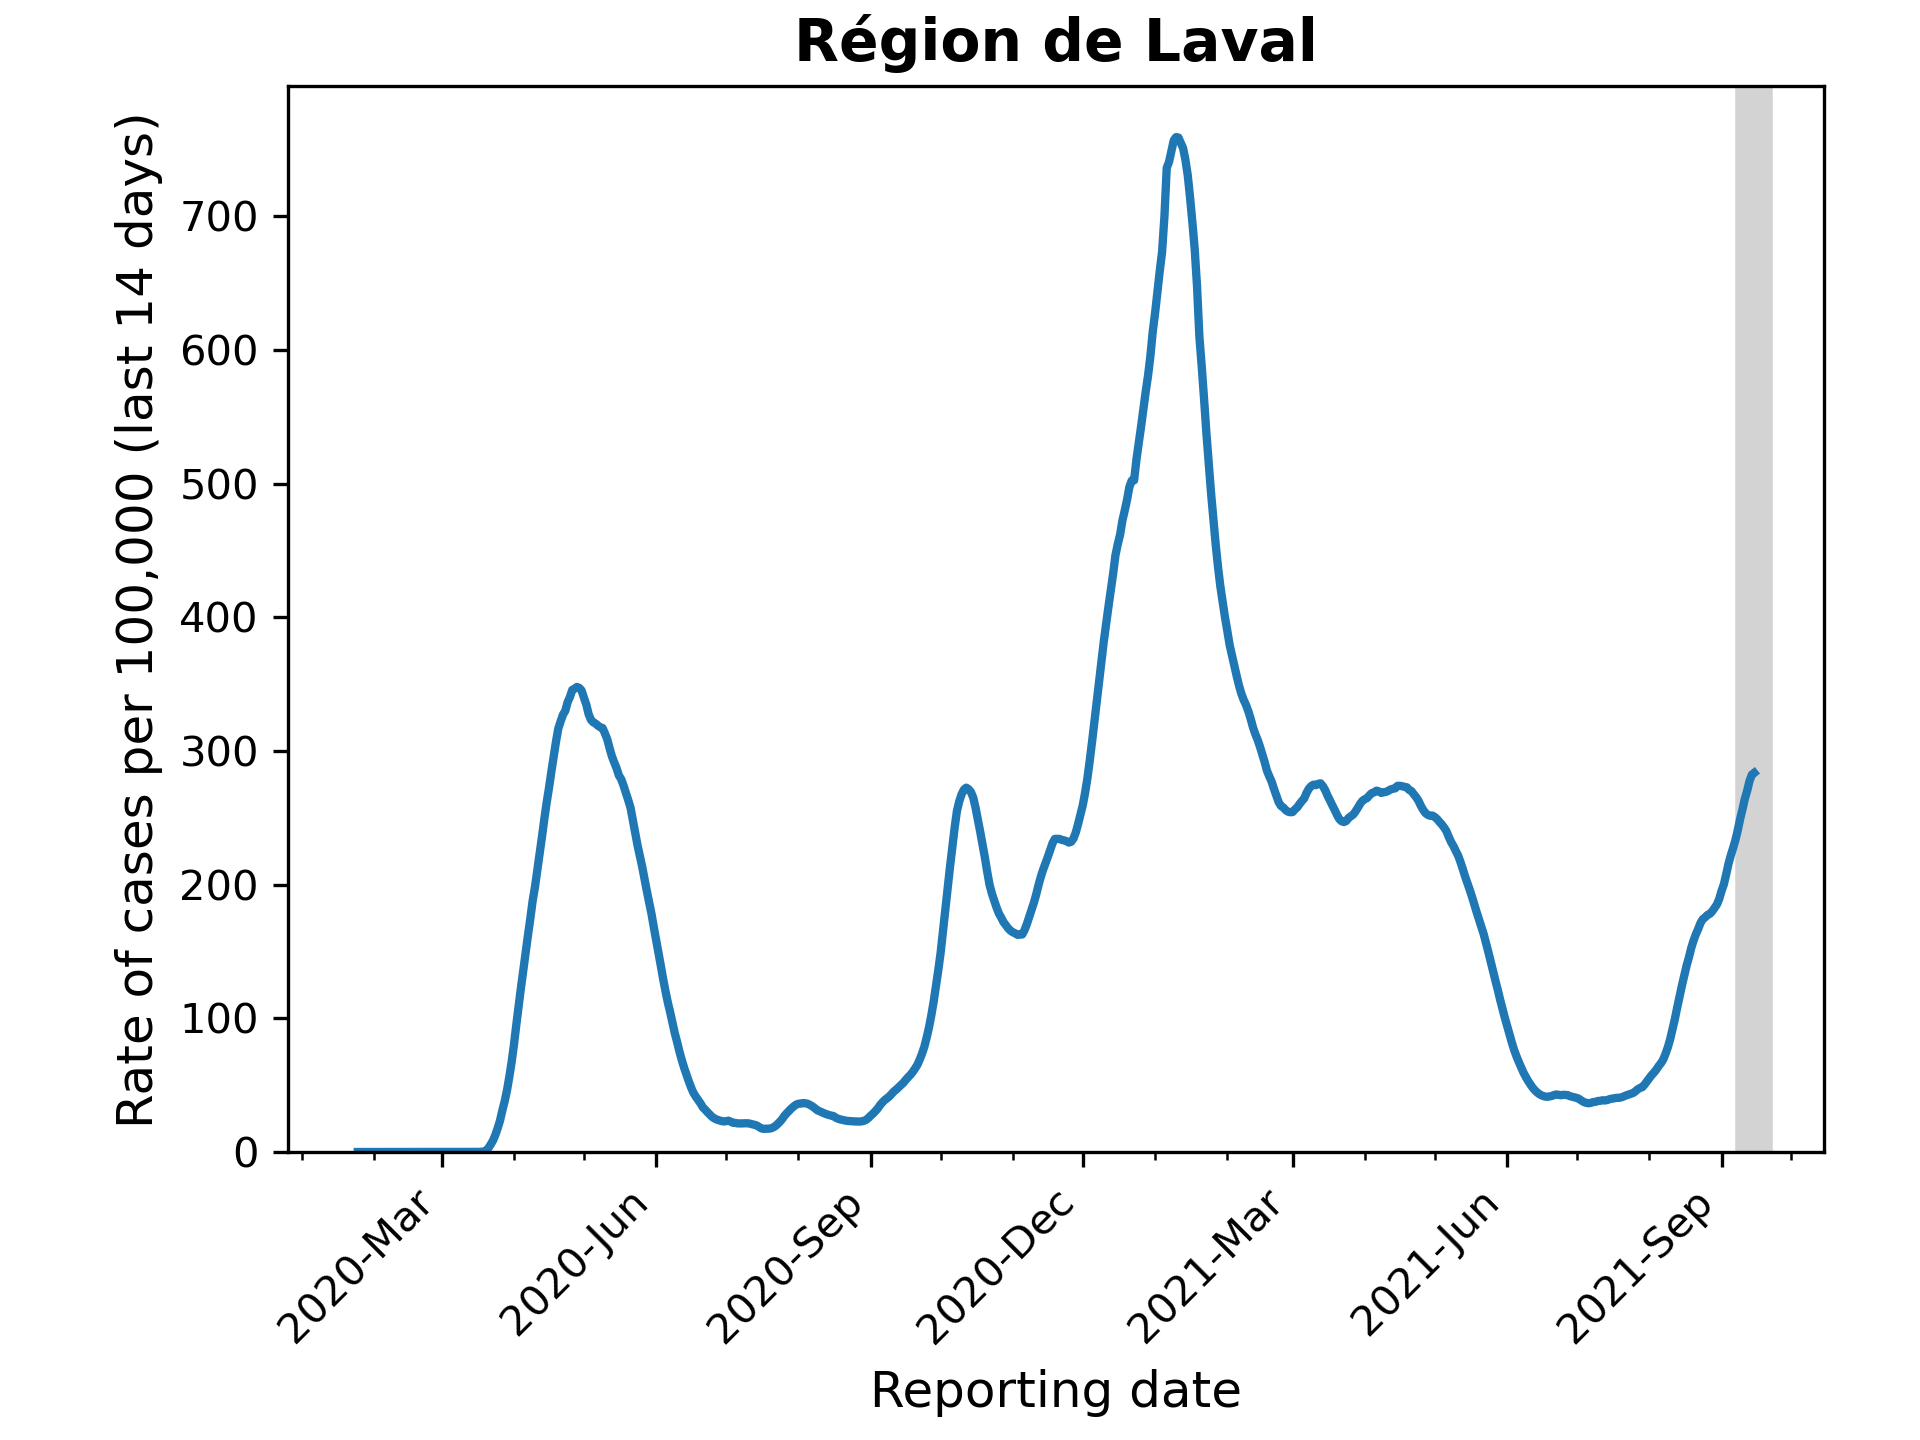 Région de Laval
Rate of cases per 100,000 (last 14 days)
700
600
500
400
300
200
100
0
2020-Mar
2020-Jun
2020-Sep
2020-Dec
2021-Mar
2021-Jun
2021-Sep
Reporting date